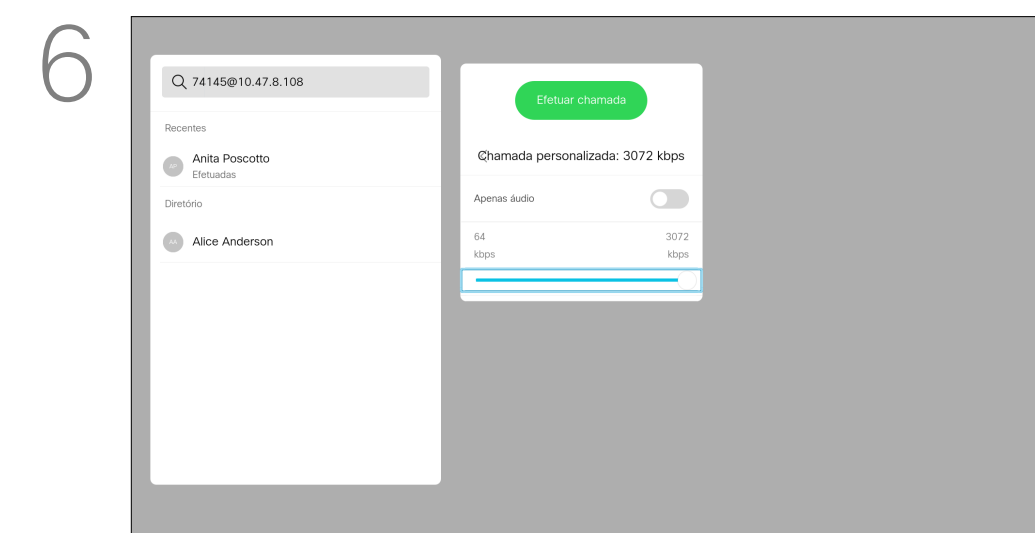 6
74145@10.47.8.108
Recentes
AP
Anita Poscotto
Efetuadas
Diretório
AA
Alice Anderson
Efetuar chamada
Chamada personalizada: 3072 kbps
Apenas áudio
64 3072
kbps kbps